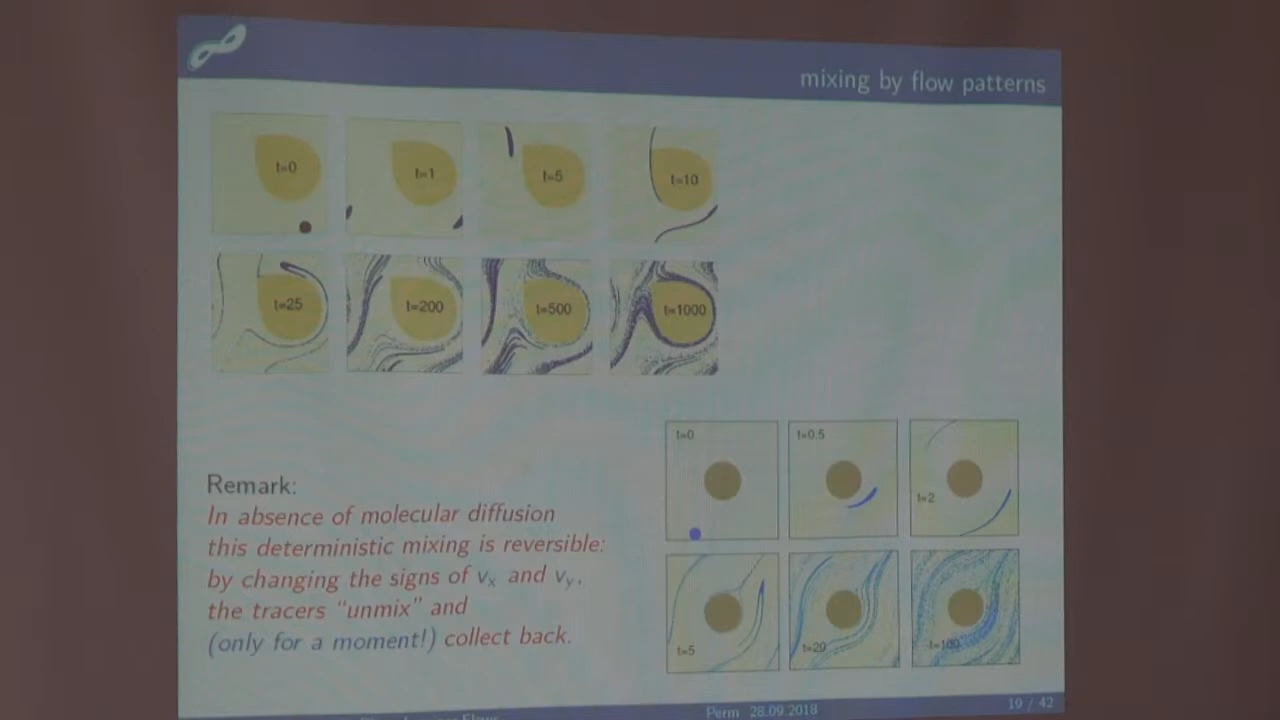 mixing by flow patterns
t=0
t=1
t=5
t=10
t=25
t=200
t=500
t=1000
t=0
t=0.5
t=2
t=5
t=20
t=100
Remark:
In absence of molecular diffusion
this deterministic mixing is reversible:
by changing the signs of vₓ and v_y,
the tracers “unmix” and
(only for a moment!) collect back.
Perm 28.09.2018
19 / 42